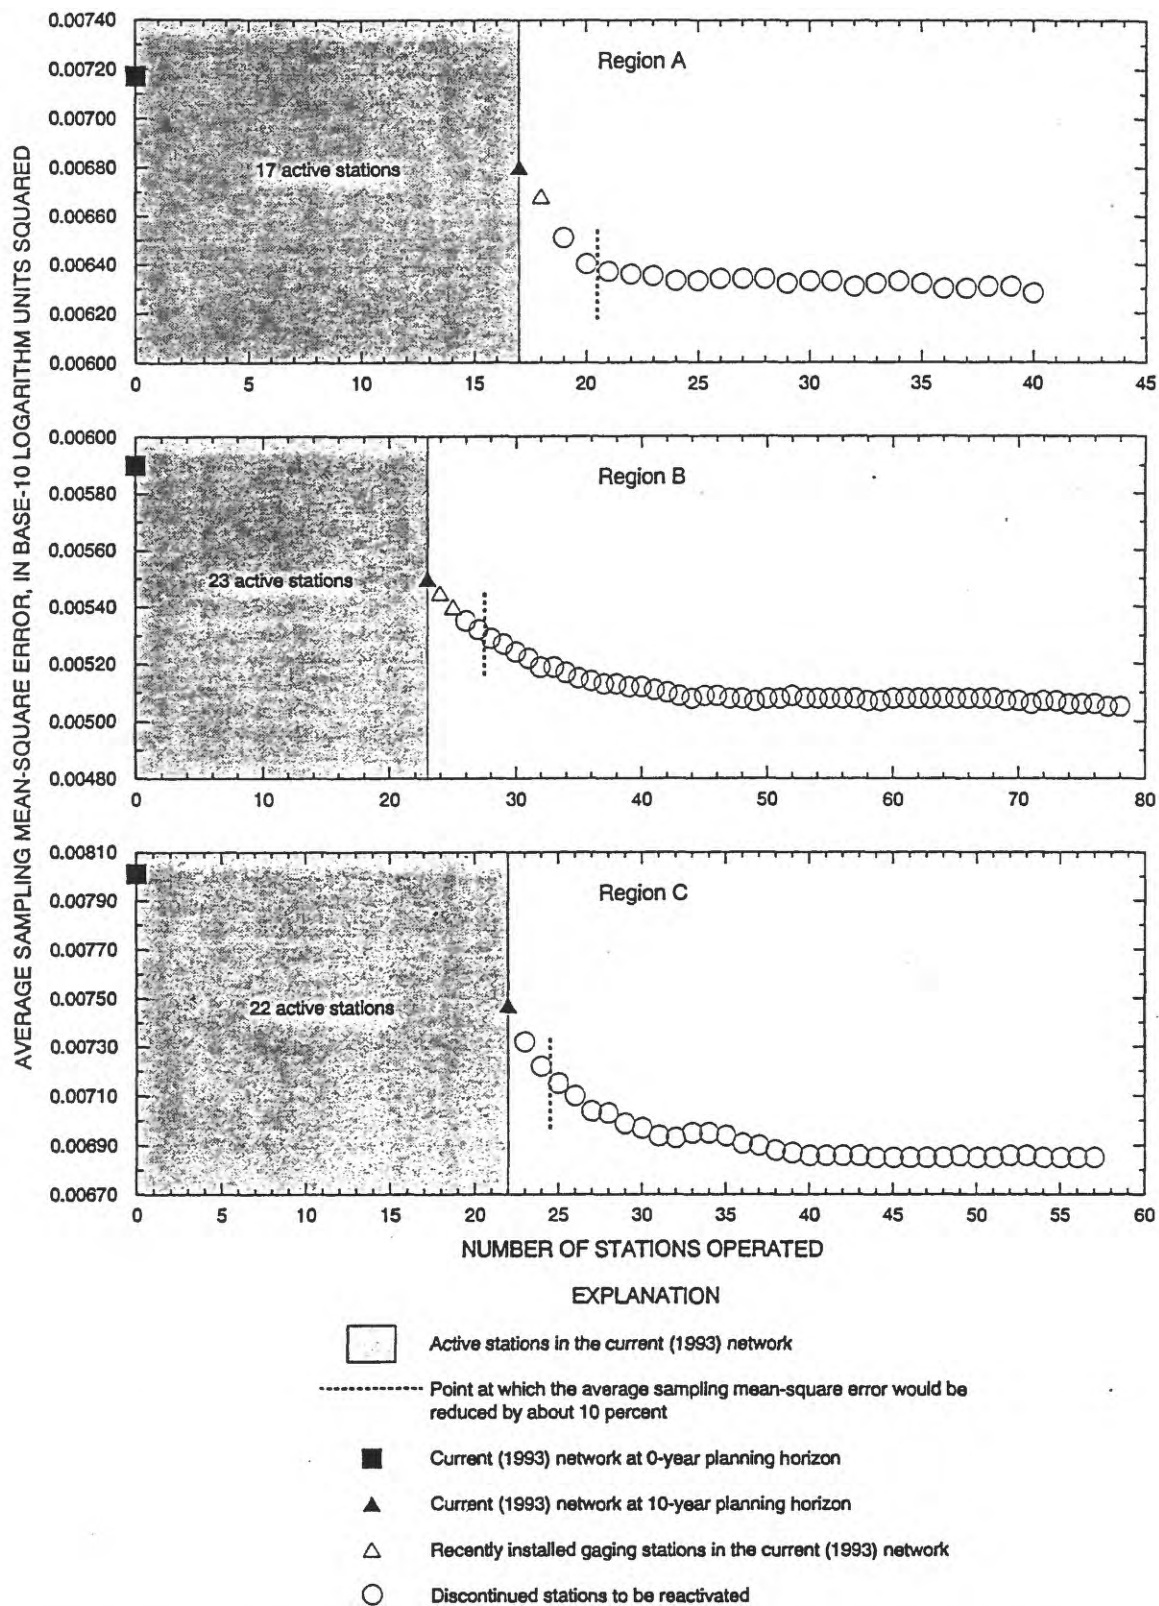 AVERAGE SAMPLING MEAN-SQUARE ERROR, IN BASE-10 LOGARITHM UNITS SQUARED
0.00740
0.00720
0.00700
0.00680
0.00660
0.00640
0.00620
0.00600
Region A
17 active stations
0 5 10 15 20 25 30 35 40 45
0.00600
0.00580
0.00560
0.00540
0.00520
0.00500
0.00480
Region B
23 active stations
0 10 20 30 40 50 60 70 80
0.00810
0.00790
0.00770
0.00750
0.00730
0.00710
0.00690
0.00670
Region C
22 active stations
0 5 10 15 20 25 30 35 40 45 50 55 60
NUMBER OF STATIONS OPERATED
EXPLANATION
Active stations in the current (1993) network
Point at which the average sampling mean-square error would be
reduced by about 10 percent
Current (1993) network at 0-year planning horizon
Current (1993) network at 10-year planning horizon
Recently installed gaging stations in the current (1993) network
Discontinued stations to be reactivated